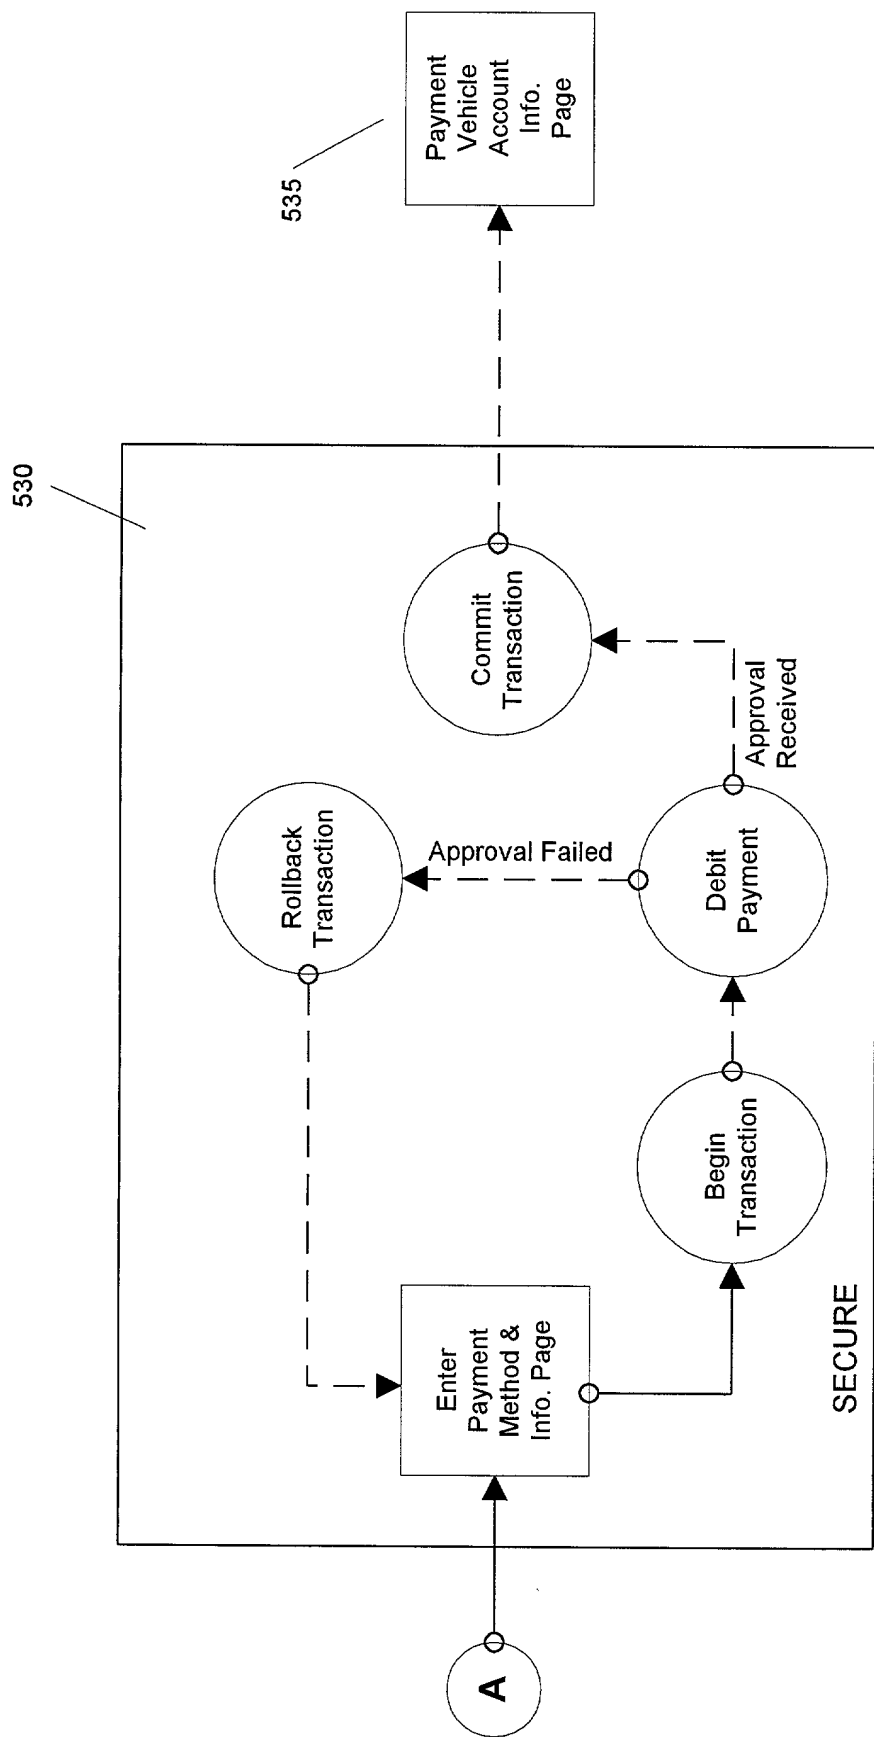 530
535
Payment
Vehicle
Account
Info.
Page
Rollback
Transaction
Commit
Transaction
Approval Failed
Approval
Received
Enter
Payment
Method &
Info. Page
Begin
Transaction
Debit
Payment
A
SECURE